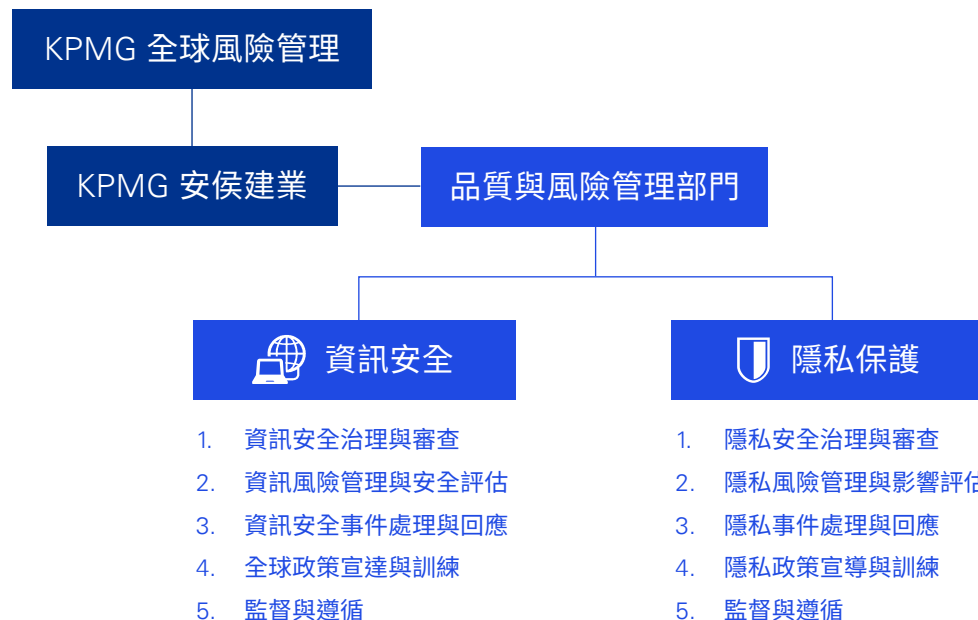 KPMG 全球風險管理
KPMG 安侯建業
品質與風險管理部門
資訊安全
1. 資訊安全治理與審查
2. 資訊風險管理與安全評估
3. 資訊安全事件處理與回應
4. 全球政策宣達與訓練
5. 監督與遵循
隱私保護
1. 隱私安全治理與審查
2. 隱私風險管理與影響評估
3. 隱私事件處理與回應
4. 隱私政策宣導與訓練
5. 監督與遵循